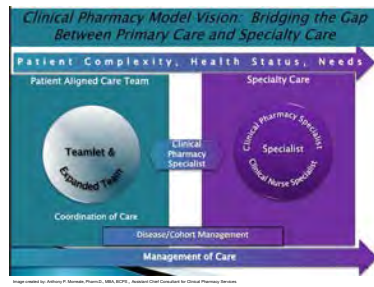 Clinical Pharmacy Model Vision: Bridging the Gap
Between Primary Care and Specialty Care
Patient Complexity, Health Status, Needs
Patient Aligned Care Team
Specialty Care
Teamlet &
Expanded Team
Clinical
Pharmacy
Specialist
Clinical Pharmacy Specialist
Specialist
Clinical Nurse Specialist
Coordination of Care
Disease/Cohort Management
Management of Care
Image created by: Anthony P. Morreale, Pharm.D., MBA, BCPS., Assistant Chief Consultant for Clinical Pharmacy Services